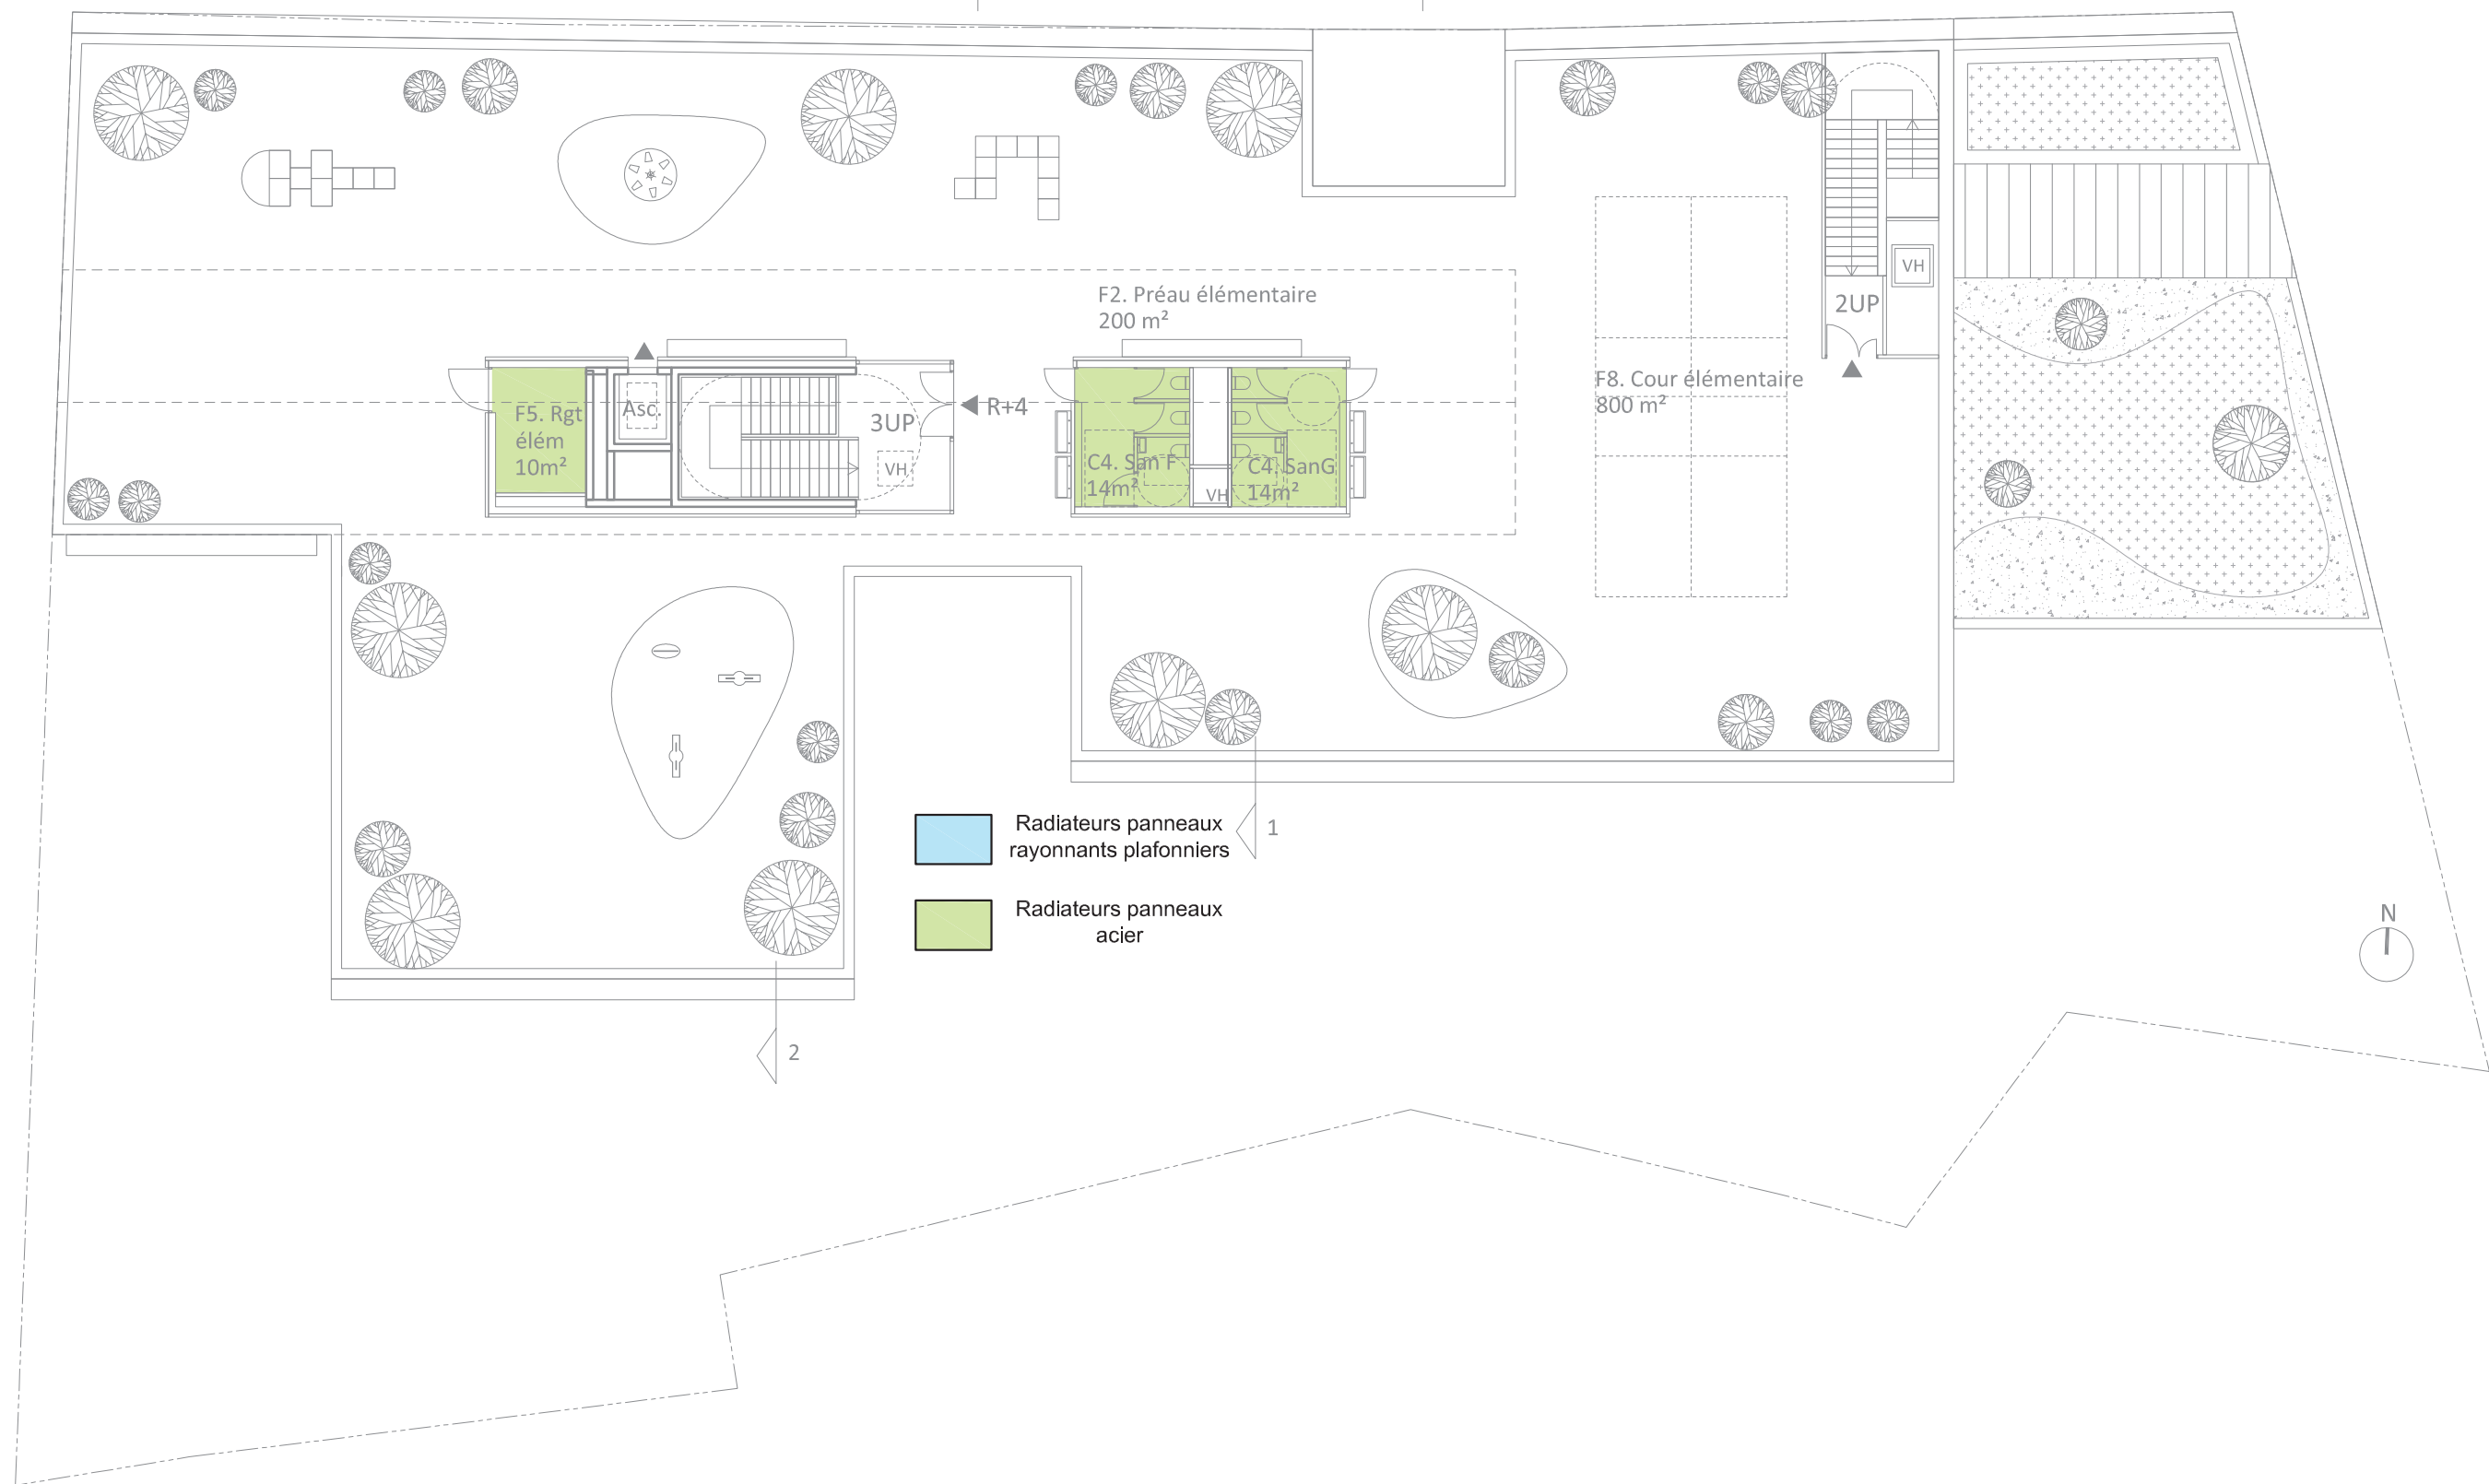 VH
2UP
F2. Préau élémentaire
200 m²
F8. Cour élémentaire
800 m²
F5. Rgt
élém
10m²
Asc.
3UP
VH
R+4
C4. San F
14m²
VH
C4. SanG
14m²
Radiateurs panneaux
rayonnants plafonniers
1
Radiateurs panneaux
acier
N
2